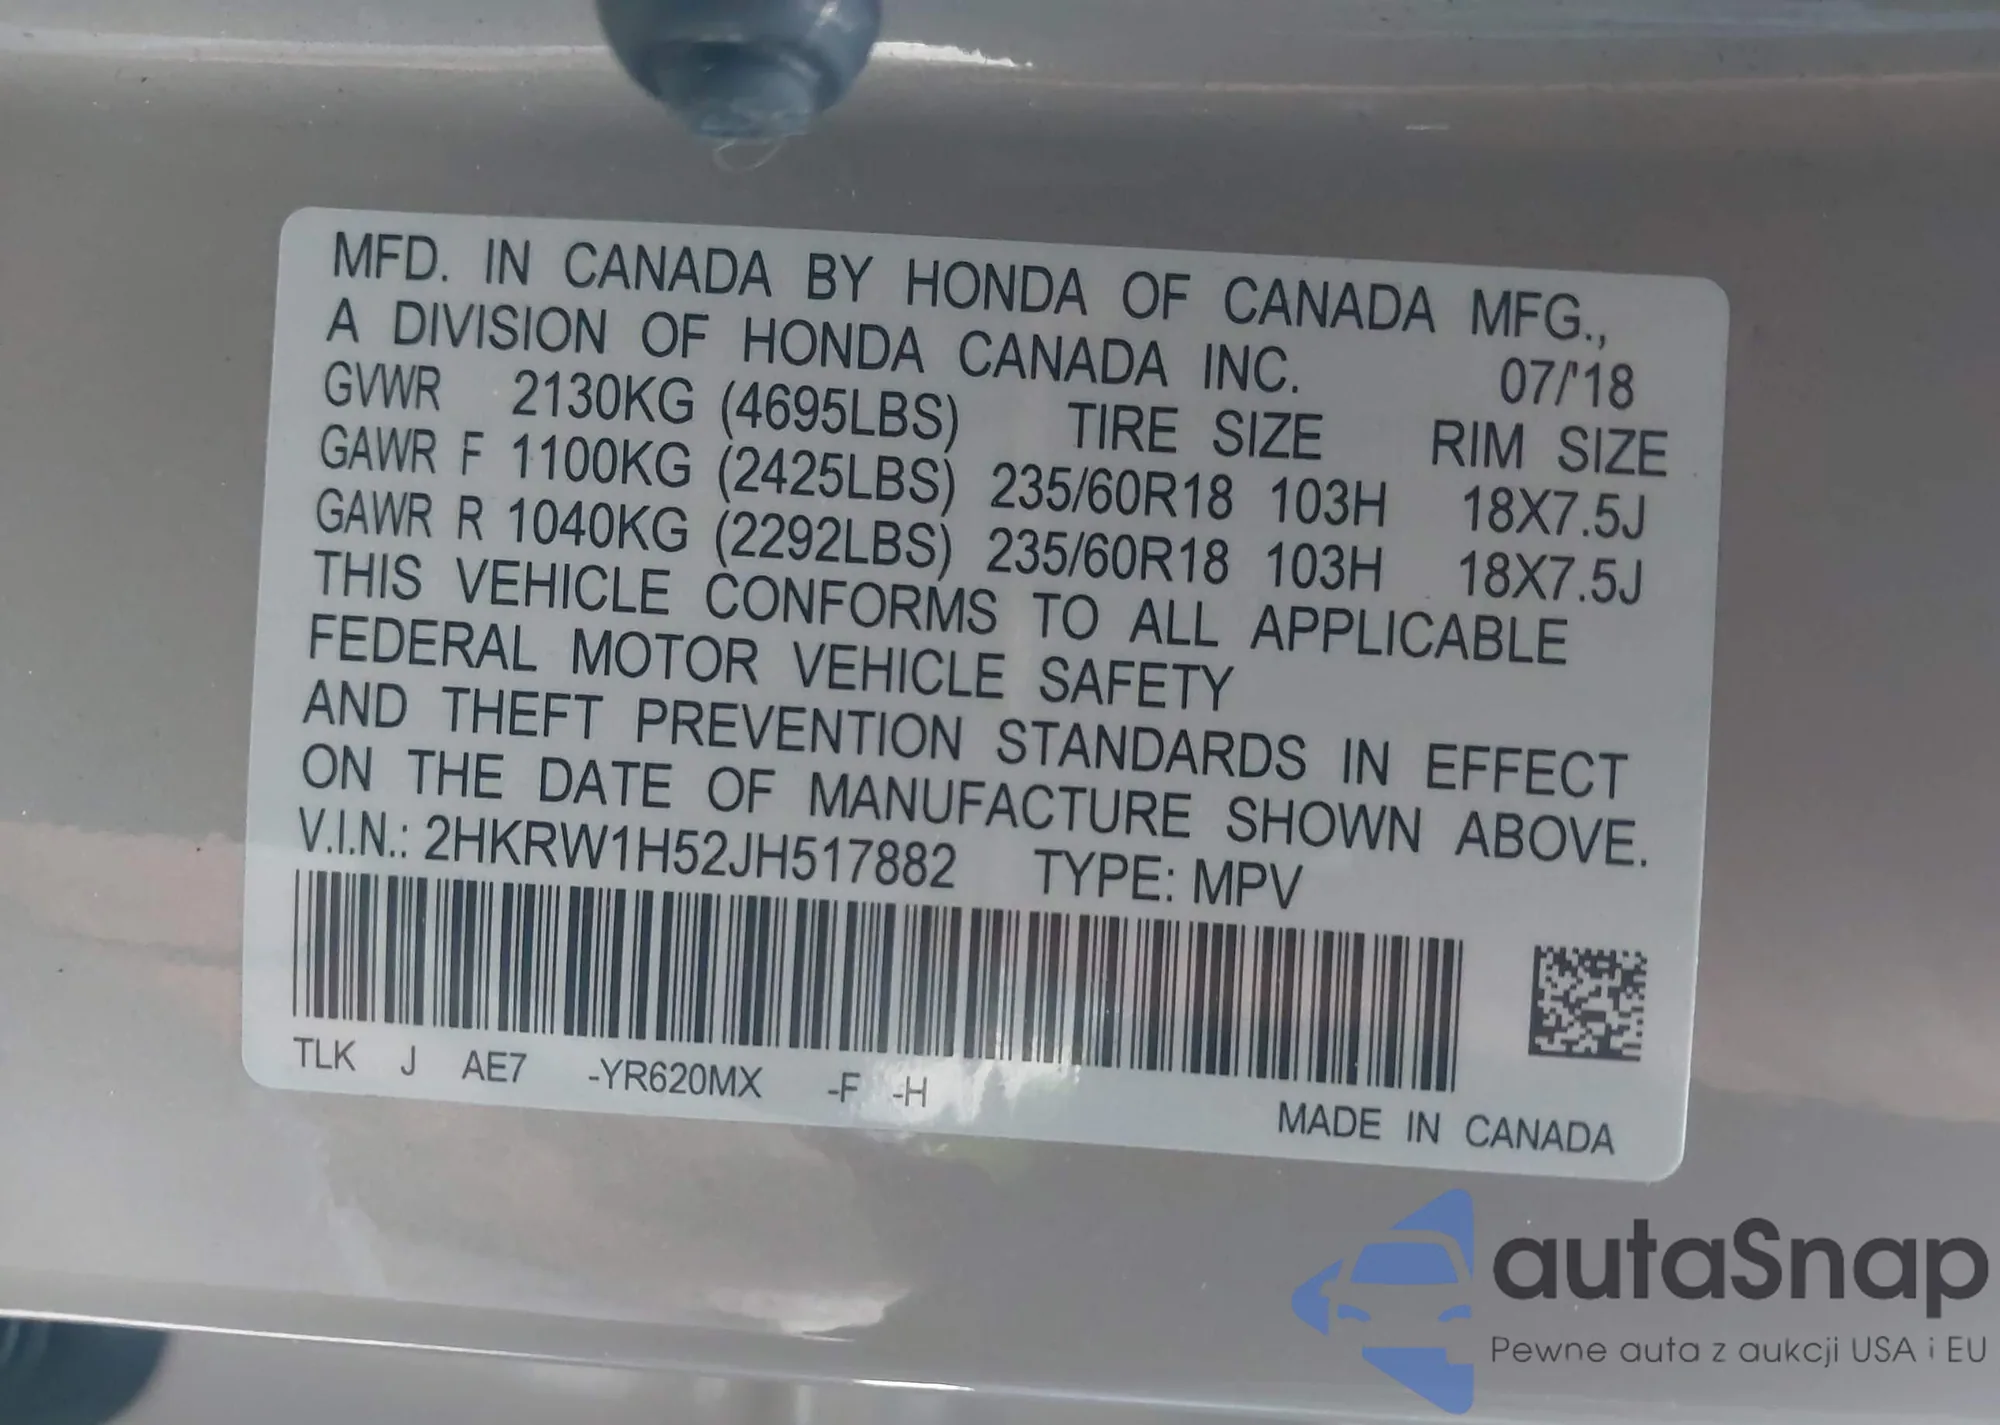 MFD. IN CANADA BY HONDA OF CANADA MFG.,
A DIVISION OF HONDA CANADA INC. 07/'18
GVWR 2130KG (4695LBS) TIRE SIZE RIM SIZE
GAWR F 1100KG (2425LBS) 235/60R18 103H 18X7.5J
GAWR R 1040KG (2292LBS) 235/60R18 103H 18X7.5J
THIS VEHICLE CONFORMS TO ALL APPLICABLE
FEDERAL MOTOR VEHICLE SAFETY
AND THEFT PREVENTION STANDARDS IN EFFECT
ON THE DATE OF MANUFACTURE SHOWN ABOVE.
V.I.N.: 2HKRW1H52JH517882 TYPE: MPV
TLK J AE7 -YR620MX -F -H
MADE IN CANADA
autaSnap
Pewne auta z aukcji USA i EU